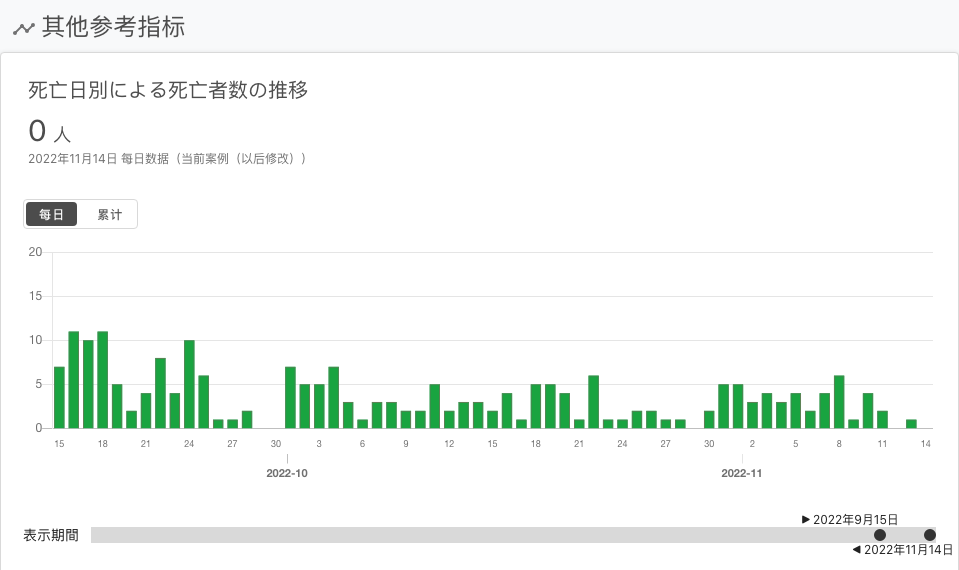 其他参考指标
死亡日別による死亡者数の推移
0 人
2022年11月14日 每日数据（当前案例（以后修改））
每日 累计
20
15
10
5
0
15 18 21 24 27 30 3 6 9 12 15 18 21 24 27 30 2 5 8 11 14
2022-10 2022-11
▶ 2022年9月15日
表示期間
◀ 2022年11月14日